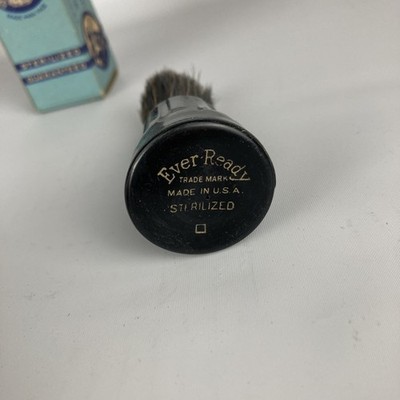 STERILIZED
GUARANTEED
Ever-Ready
TRADE MARK
MADE IN U.S.A.
STERILIZED